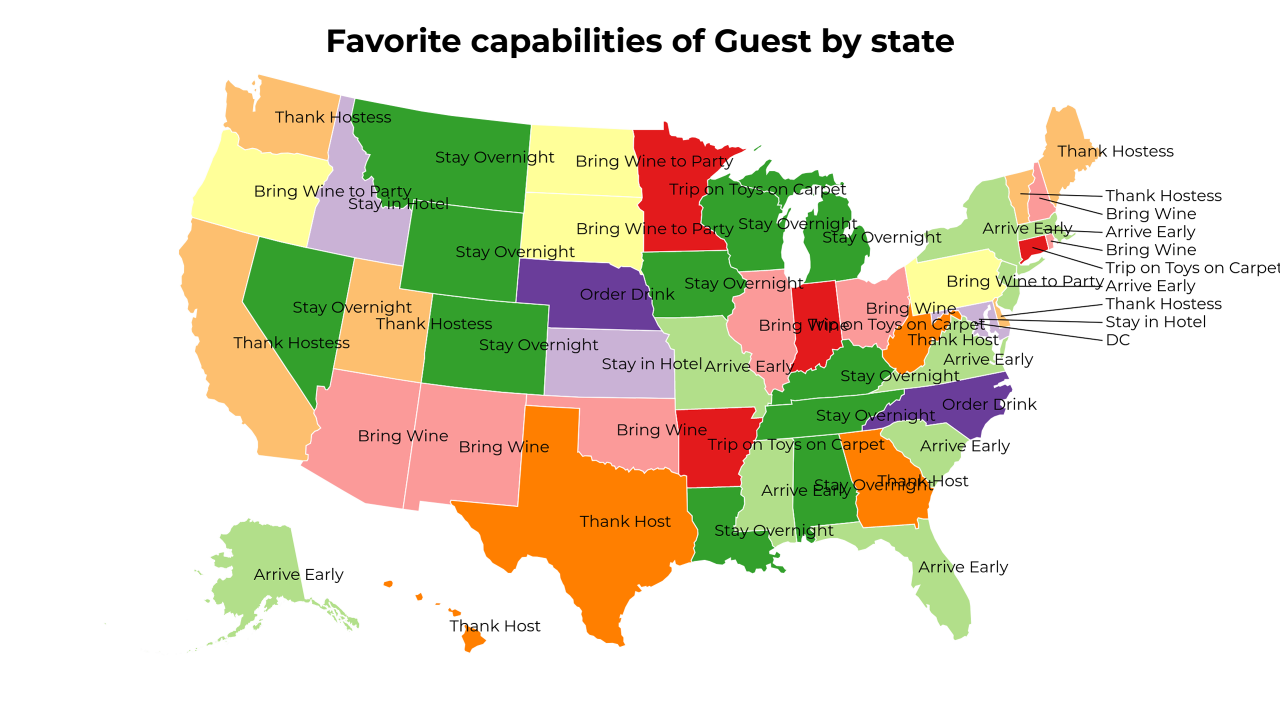 Favorite capabilities of Guest by state
Thank Hostess
Thank Hostess
Stay Overnight
Bring Wine to Party
Trip on Toys on Carpet
Bring Wine to Party
Stay in Hotel
Thank Hostess
Bring Wine
Stay Overnight
Bring Wine to Party
Arrive Early
Arrive Early
Stay Overnight
Bring Wine
Stay Overnight
Trip on Toys on Carpet
Stay Overnight
Bring Wine to Party
Arrive Early
Order Drink
Thank Hostess
Stay Overnight
Bring Wine
Thank Hostess
Bring Wine
Trip on Toys on Carpet
Stay in Hotel
Thank Host
DC
Thank Hostess
Stay Overnight
Arrive Early
Stay in Hotel
Arrive Early
Stay Overnight
Order Drink
Stay Overnight
Bring Wine
Bring Wine
Bring Wine
Trip on Toys on Carpet
Arrive Early
Thank Host
Stay Overnight
Arrive Early
Thank Host
Stay Overnight
Arrive Early
Arrive Early
Thank Host